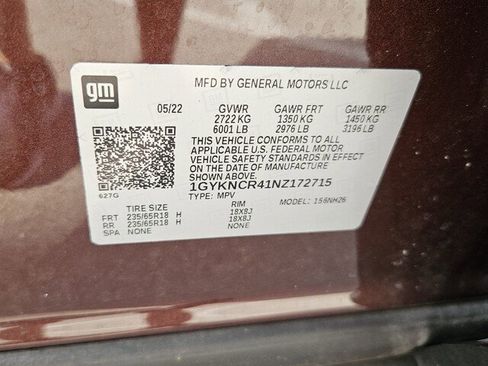 gm
MFD BY GENERAL MOTORS LLC
05/22 GVWR GAWR FRT GAWR RR
2722 KG 1350 KG 1450 KG
6001 LB 2976 LB 3196 LB
THIS VEHICLE CONFORMS TO ALL
APPLICABLE U.S. FEDERAL MOTOR
VEHICLE SAFETY STANDARDS IN EFFECT
ON THE DATE OF MANUFACTURE
SHOWN ABOVE.
1GYKNCR41NZ172715
627G
TYPE: MPV MODEL: 156NH26
TIRE SIZE RIM
FRT 235/65R18 H 18X8J
RR 235/65R18 H 18X8J
SPA NONE NONE